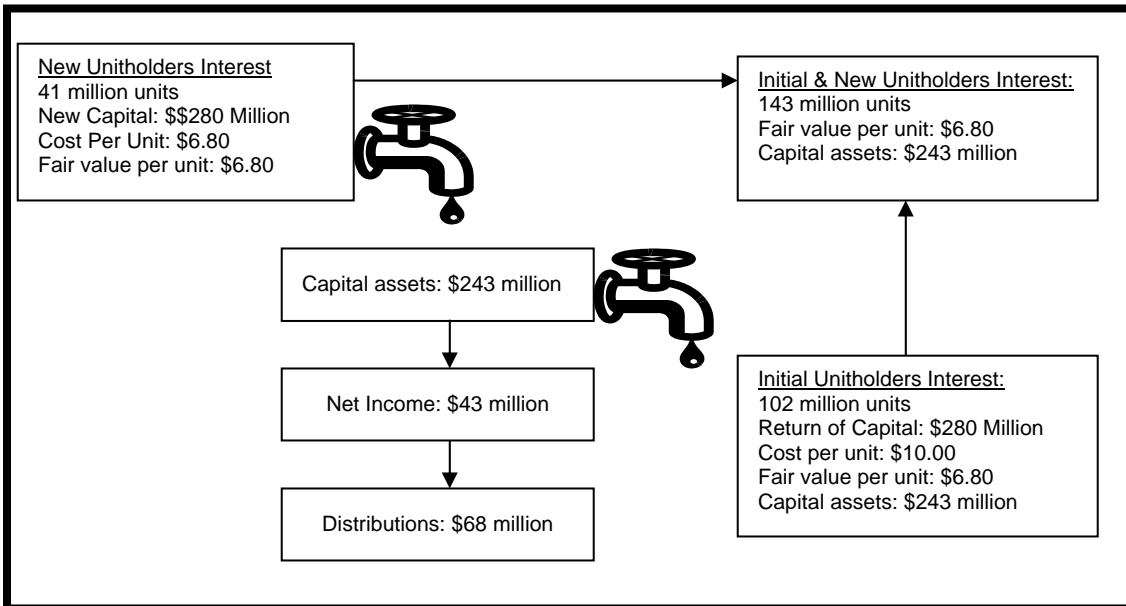 New Unitholders Interest
41 million units
New Capital: $$280 Million
Cost Per Unit: $6.80
Fair value per unit: $6.80
Initial & New Unitholders Interest:
143 million units
Fair value per unit: $6.80
Capital assets: $243 million
Capital assets: $243 million
Net Income: $43 million
Distributions: $68 million
Initial Unitholders Interest:
102 million units
Return of Capital: $280 Million
Cost per unit: $10.00
Fair value per unit: $6.80
Capital assets: $243 million